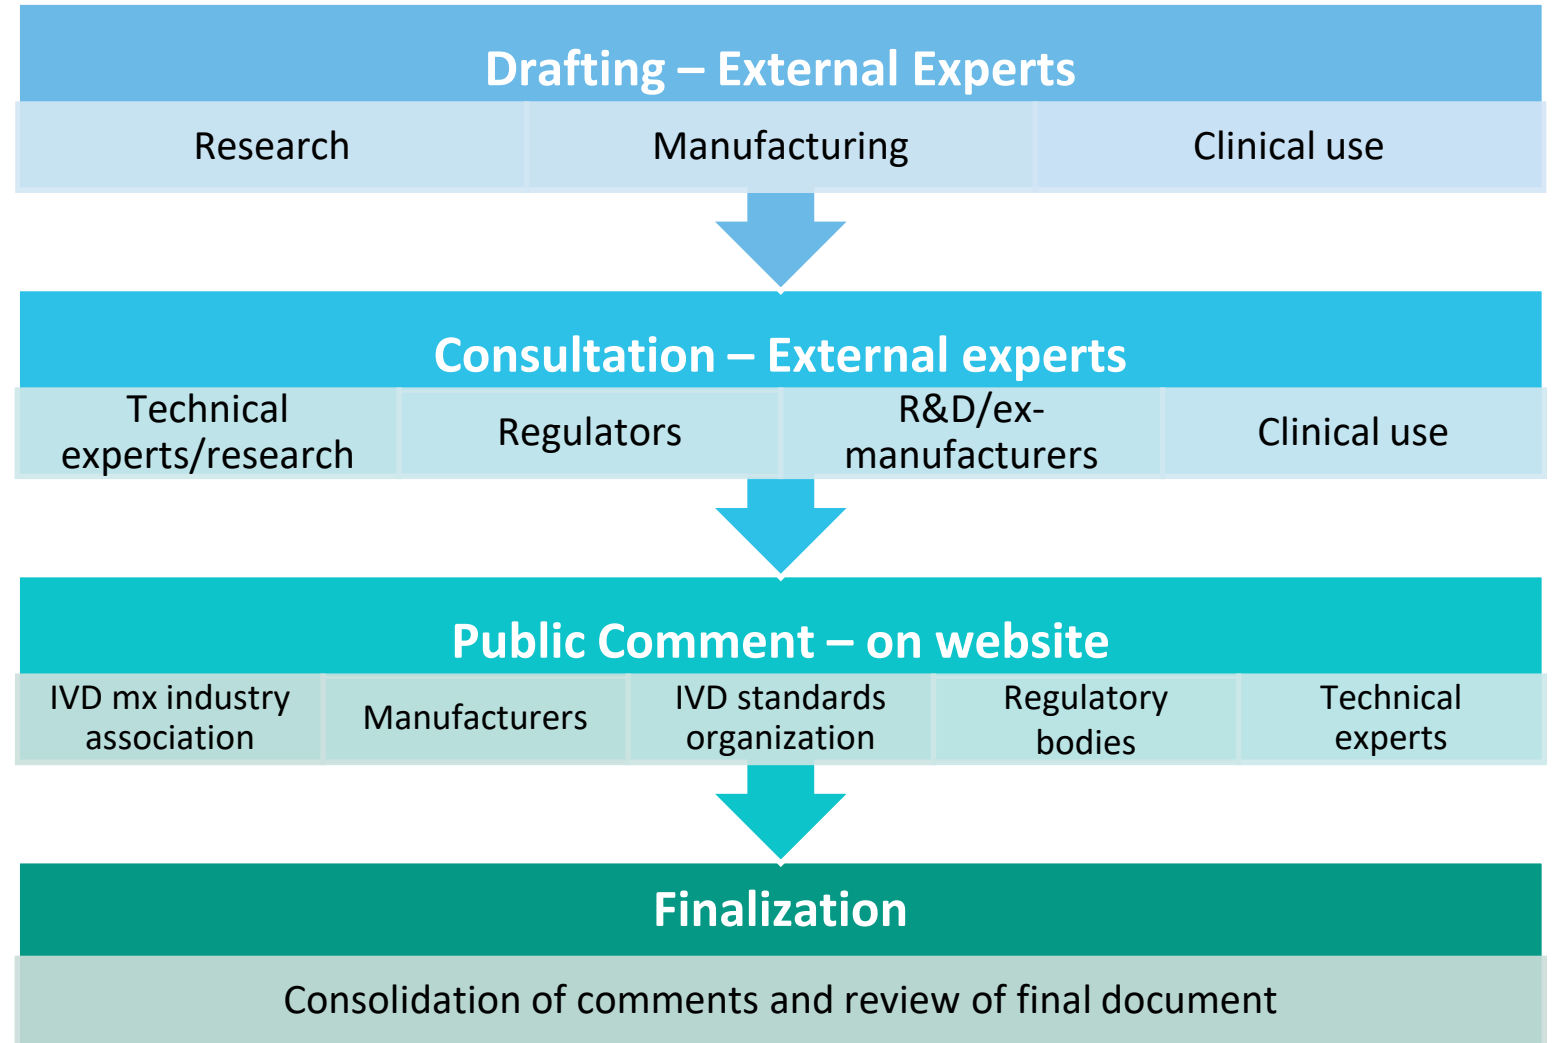 Drafting – External Experts
Research
Manufacturing
Clinical use
Consultation – External experts
Technical
experts/research
Regulators
R&D/ex-
manufacturers
Clinical use
Public Comment – on website
IVD mx industry
association
Manufacturers
IVD standards
organization
Regulatory
bodies
Technical
experts
Finalization
Consolidation of comments and review of final document